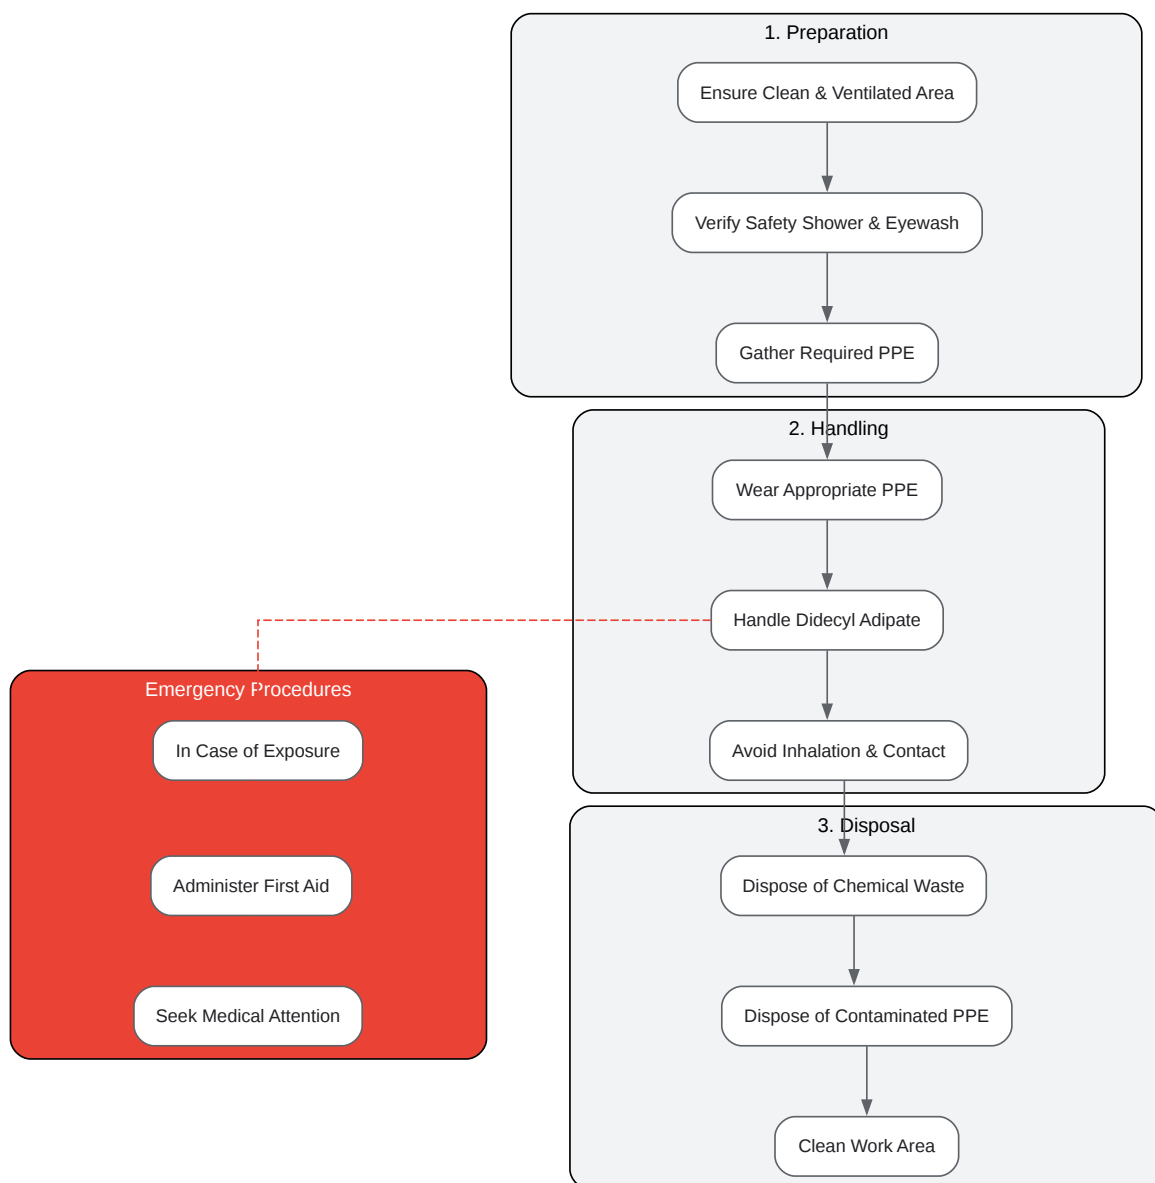 1. Preparation
Ensure Clean & Ventilated Area
Verify Safety Shower & Eyewash
Gather Required PPE
2. Handling
Wear Appropriate PPE
Handle Didecyl Adipate
Avoid Inhalation & Contact
Emergency Procedures
In Case of Exposure
Administer First Aid
Seek Medical Attention
3. Disposal
Dispose of Chemical Waste
Dispose of Contaminated PPE
Clean Work Area